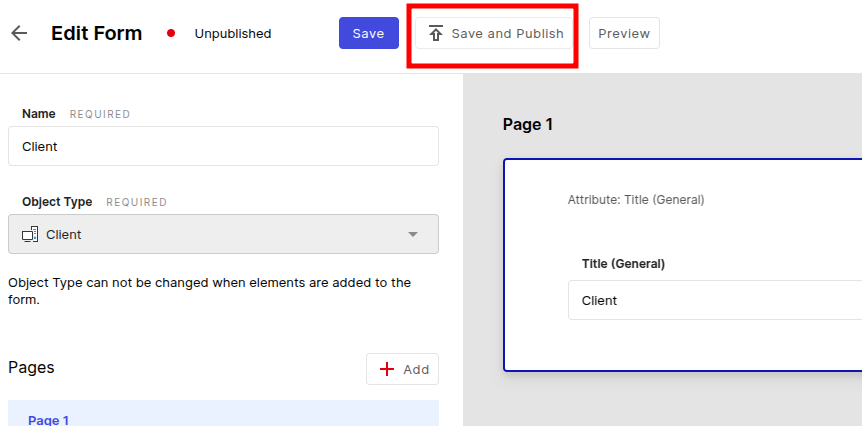 Edit Form
Unpublished
Save
Save and Publish
Preview
Name REQUIRED
Client
Object Type REQUIRED
Client
Object Type can not be changed when elements are added to the
form.
Pages
Add
Page 1
Page 1
Attribute: Title (General)
Title (General)
Client